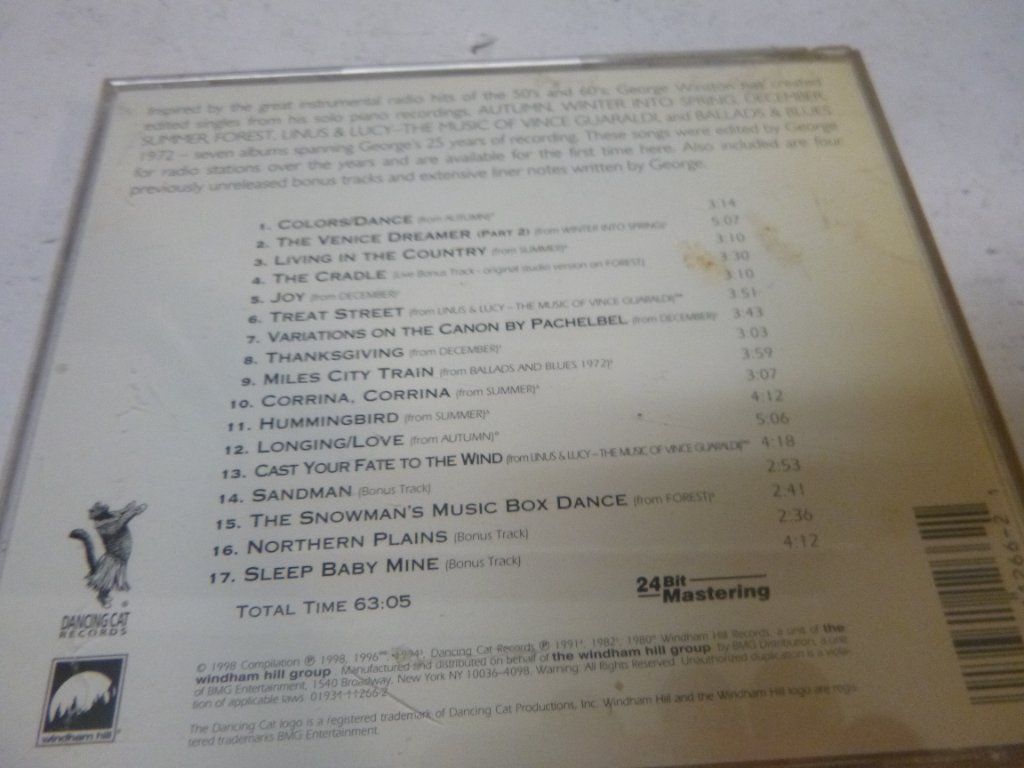 Inspired by the great instrumental radio hits of the 50's and 60's, George Winston has created
edited singles from his solo piano recordings, AUTUMN, WINTER INTO SPRING, DECEMBER,
SUMMER, FOREST, LINUS & LUCY–THE MUSIC OF VINCE GUARALDI, and BALLADS & BLUES
1972 – seven albums spanning George's 25 years of recording. These songs were edited by George
for radio stations over the years and are available for the first time here. Also included are four
previously unreleased bonus tracks and extensive liner notes written by George.
1. COLORS/DANCE (from AUTUMN)° 3:14
2. THE VENICE DREAMER (PART 2) (from WINTER INTO SPRING) 5:07
3. LIVING IN THE COUNTRY (from SUMMER) 3:10
4. THE CRADLE (Live Bonus Track - original studio version on FOREST) 3:30
5. JOY (from DECEMBER) 3:10
6. TREAT STREET (from LINUS & LUCY – THE MUSIC OF VINCE GUARALDI) 3:51
7. VARIATIONS ON THE CANON BY PACHELBEL (from DECEMBER) 3:43
8. THANKSGIVING (from DECEMBER) 3:03
9. MILES CITY TRAIN (from BALLADS AND BLUES 1972) 3:59
10. CORRINA, CORRINA (from SUMMER) 3:07
11. HUMMINGBIRD (from SUMMER) 4:12
12. LONGING/LOVE (from AUTUMN)° 5:06
13. CAST YOUR FATE TO THE WIND (from LINUS & LUCY – THE MUSIC OF VINCE GUARALDI) 4:18
14. SANDMAN (Bonus Track) 2:53
15. THE SNOWMAN'S MUSIC BOX DANCE (from FOREST) 2:41
16. NORTHERN PLAINS (Bonus Track) 2:36
17. SLEEP BABY MINE (Bonus Track) 4:12
TOTAL TIME 63:05
24 Bit Mastering
DANCING CAT
RECORDS
windham hill
© 1998 Compilation ℗ 1998, 1996, 1994, Dancing Cat Records ℗ 1991, 1982, 1980 Windham Hill Records, a unit of the
windham hill group. Manufactured and distributed on behalf of the windham hill group by BMG Distribution, a unit
of BMG Entertainment, 1540 Broadway, New York NY 10036-4098. Warning: All Rights Reserved. Unauthorized duplication is a viola-
tion of applicable laws. 01934-11266-2
The Dancing Cat logo is a registered trademark of Dancing Cat Productions, Inc. Windham Hill and the Windham Hill logo are regis-
tered trademarks BMG Entertainment.